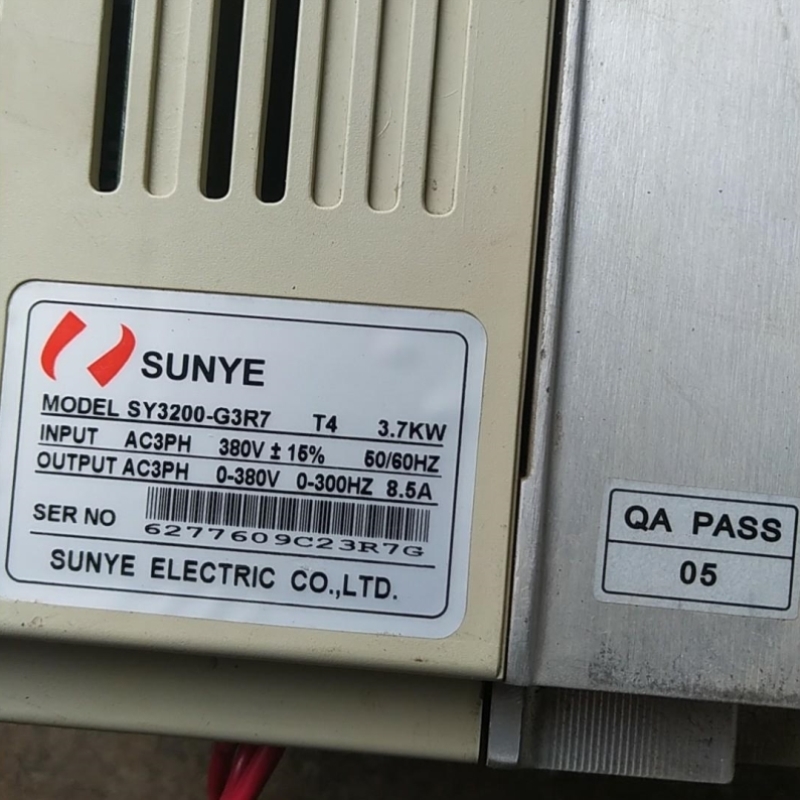 SUNYE
MODEL SY3200-G3R7 T4 3.7KW
INPUT AC3PH 380V ± 15% 50/60HZ
OUTPUT AC3PH 0-380V 0-300HZ 8.5A
SER NO 6277609C23R7G
SUNYE ELECTRIC CO.,LTD.
QA PASS
05